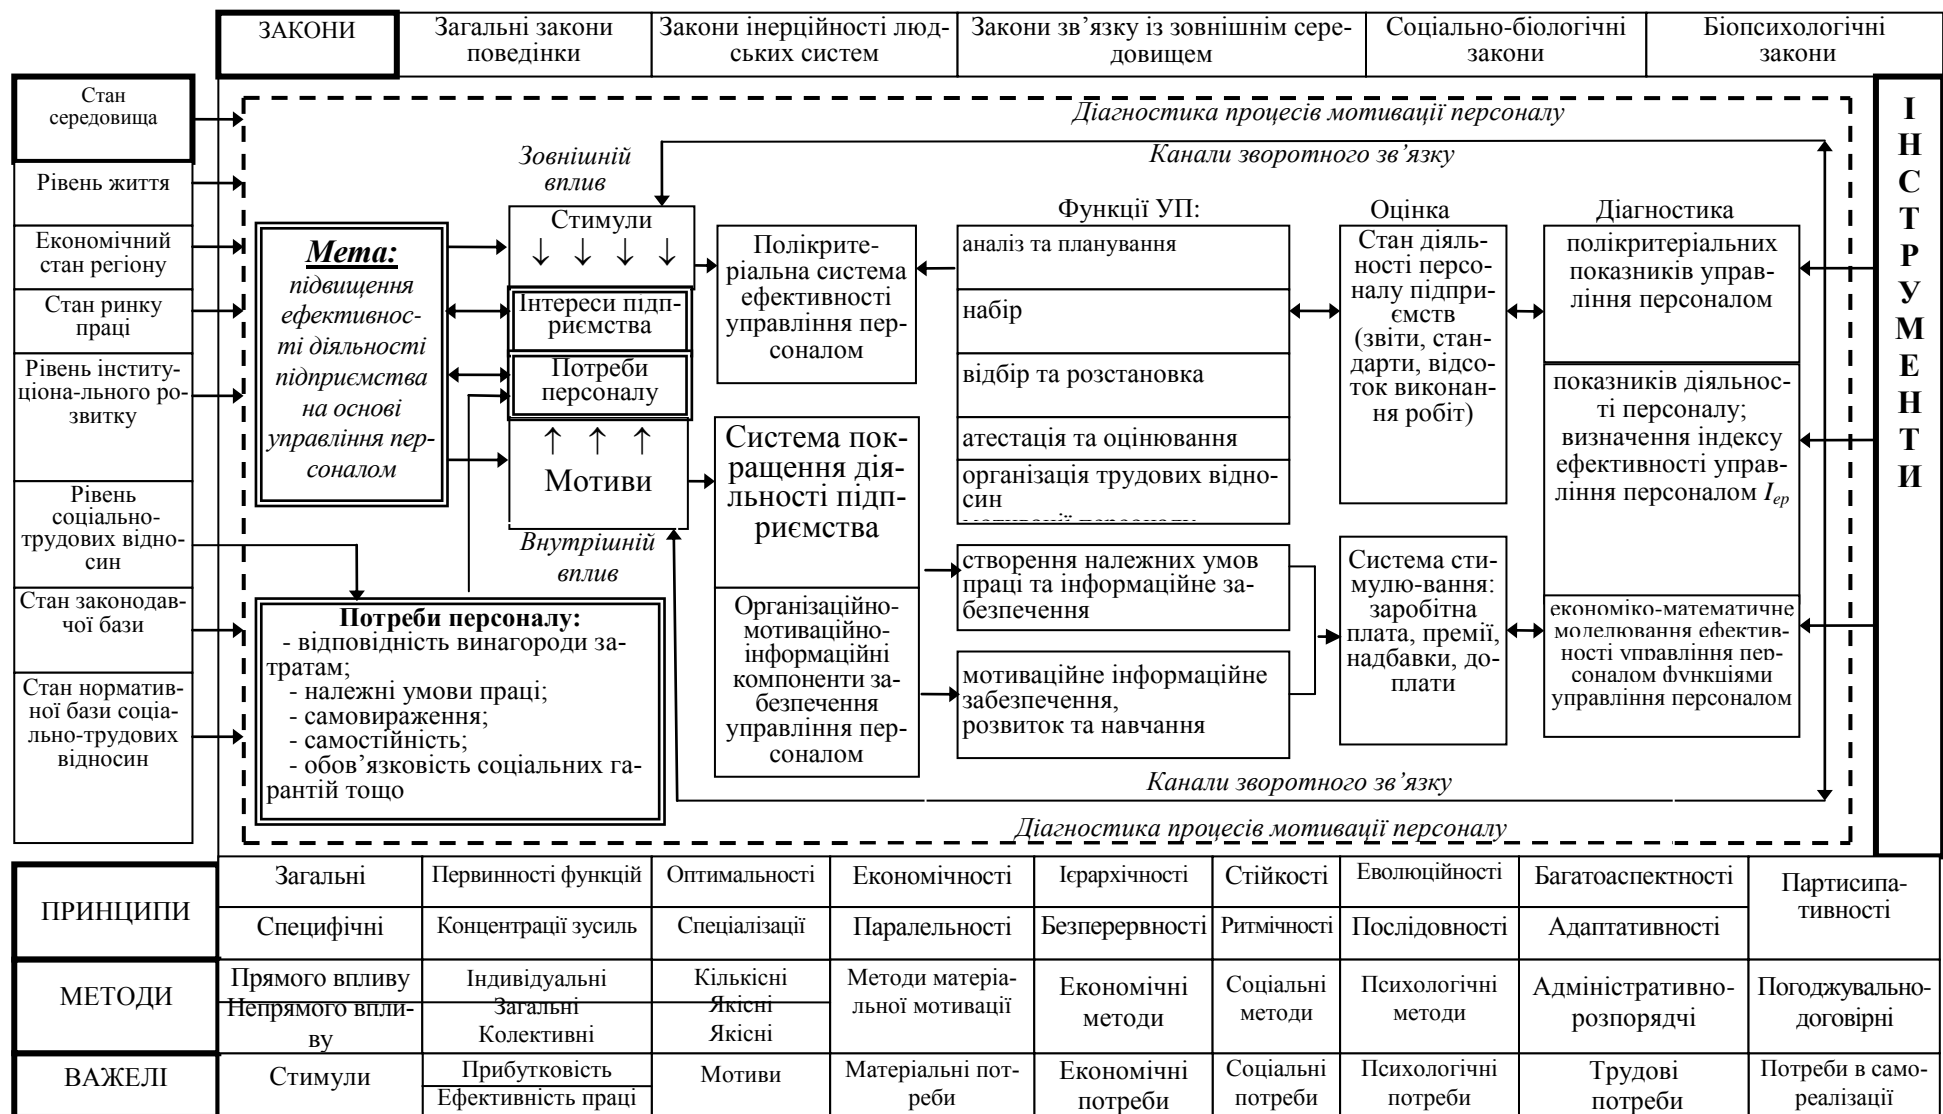 ЗАКОНИ
Загальні закони
поведінки
Закони інерційності люд-
ських систем
Закони зв’язку із зовнішнім сере-
довищем
Соціально-біологічні
закони
Біопсихологічні
закони
Стан
середовища
Рівень життя
Економічний
стан регіону
Стан ринку
праці
Рівень інститу-
ціона-льного ро-
звитку
Рівень
соціально-
трудових відно-
син
Стан законодав-
чої бази
Стан норматив-
ної бази соціа-
льно-трудових
відносин
Діагностика процесів мотивації персоналу
Канали зворотного зв’язку
Зовнішній
вплив
Мета:
підвищення
ефективнос-
ті діяльності
підприємства
на основі
управління пер-
соналом
Стимули
↓ ↓ ↓ ↓
Інтереси підп-
риємства
Потреби
персоналу
↑ ↑ ↑
Мотиви
Внутрішній
вплив
Потреби персоналу:
- відповідність винагороди за-
тратам;
- належні умови праці;
- самовираження;
- самостійність;
- обов’язковість соціальних га-
рантій тощо
Полікрите-
ріальна система
ефективності
управління пер-
соналом
Система пок-
ращення дія-
льності підп-
риємства
Організаційно-
мотиваційно-
інформаційні
компоненти за-
безпечення
управління пер-
соналом
Функції УП:
аналіз та планування
набір
відбір та розстановка
атестація та оцінювання
організація трудових відно-
син
мотивації персоналу
створення належних умов
праці та інформаційне за-
безпечення
мотиваційне інформаційне
забезпечення,
розвиток та навчання
Оцінка
Стан діяль-
ності персо-
налу підпри-
ємств
(звіти, стан-
дарти, відсо-
ток виконан-
ня робіт)
Система сти-
мулю-вання:
заробітна
плата, премії,
надбавки, до-
плати
Діагностика
полікритеріальних
показників управ-
ління персоналом
показників діяльнос-
ті персоналу;
визначення індексу
ефективності управ-
ління персоналом I_ep
економіко-математичне
моделювання ефектив-
ності управління пер-
соналом функціями
управління персоналом
Канали зворотного зв’язку
Діагностика процесів мотивації персоналу
ІНСТРУМЕНТИ
ПРИНЦИПИ
Загальні
Первинності функцій
Оптимальності
Економічності
Ієрархічності
Стійкості
Еволюційності
Багатоаспектності
Партисипа-
тивності
Специфічні
Концентрації зусиль
Спеціалізації
Паралельності
Безперервності
Ритмічності
Послідовності
Адаптативності
МЕТОДИ
Прямого впливу
Непрямого впли-
ву
Індивідуальні
Загальні
Колективні
Кількісні
Якісні
Якісні
Методи матеріа-
льної мотивації
Економічні
методи
Соціальні
методи
Психологічні
методи
Адміністративно-
розпорядчі
Погоджувально-
договірні
ВАЖЕЛІ
Стимули
Прибутковість
Ефективність праці
Мотиви
Матеріальні пот-
реби
Економічні
потреби
Соціальні
потреби
Психологічні
потреби
Трудові
потреби
Потреби в само-
реалізації